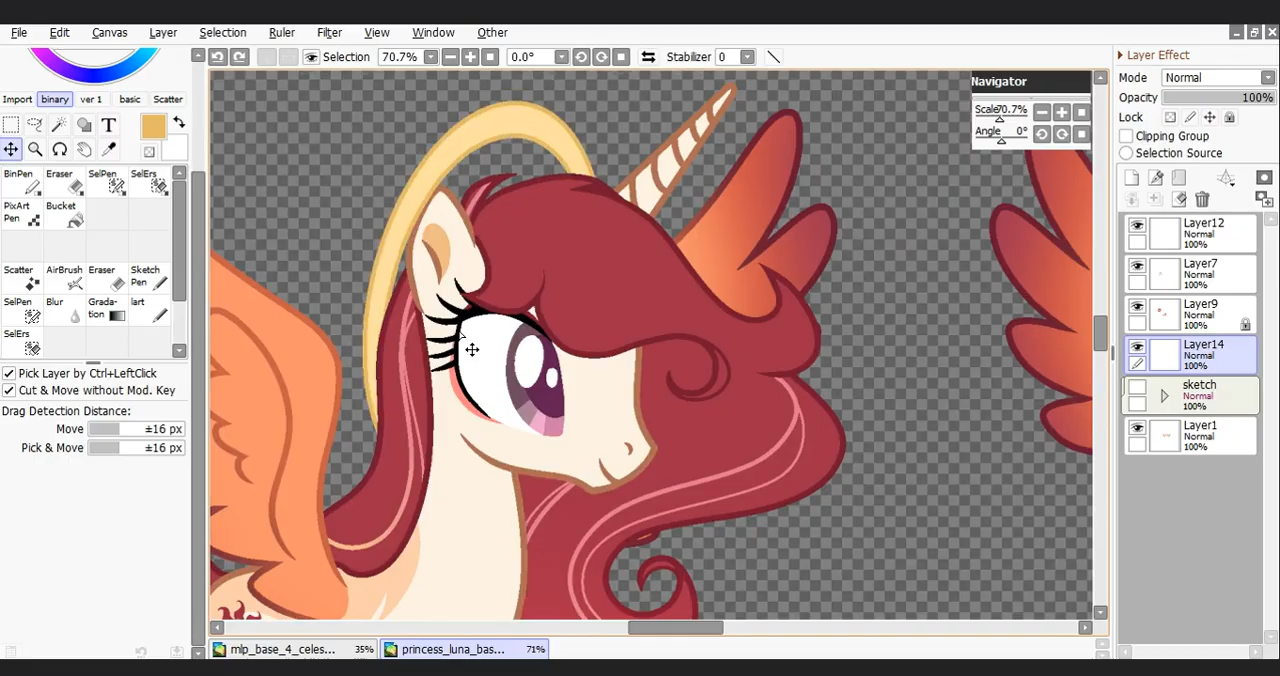 File Edit Canvas Layer Selection Ruler Filter View Window Other
Selection 70.7% 0.0° Stabilizer 0
Import binary ver 1 basic Scatter
T
BinPen Eraser SelPen SelErs
PixArt Pen Bucket
Scatter AirBrush Eraser Sketch Pen
SelPen Blur Grada-tion lart
SelErs
Pick Layer by Ctrl+LeftClick
Cut & Move without Mod. Key
Drag Detection Distance:
Move ±16 px
Pick & Move ±16 px
Navigator
Scale 70.7%
Angle 0°
Layer Effect
Mode Normal
Opacity 100%
Lock
Clipping Group
Selection Source
Layer12
Normal
100%
Layer7
Normal
100%
Layer9
Normal
100%
Layer14
Normal
100%
sketch
Normal
100%
Layer1
Normal
100%
mlp_base_4_celes... 35% princess_luna_bas... 71%